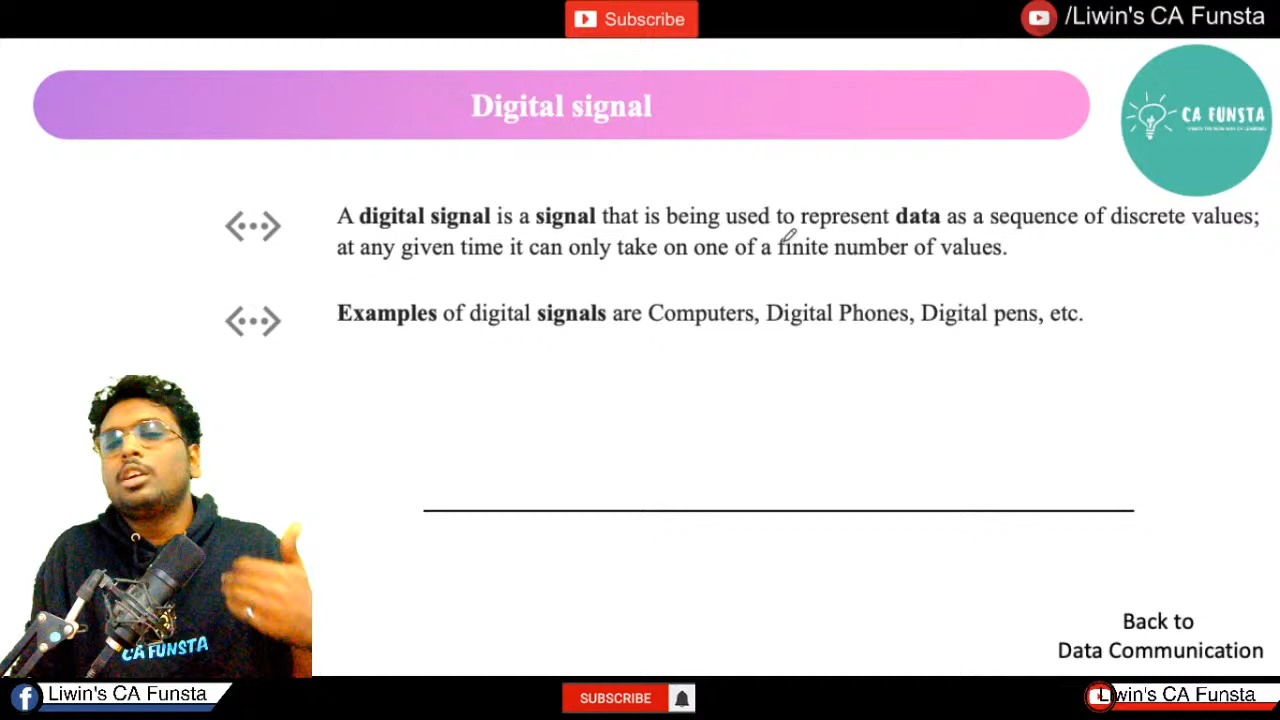 Subscribe
/Liwin's CA Funsta
Digital signal
CA FUNSTA
A digital signal is a signal that is being used to represent data as a sequence of discrete values;
at any given time it can only take on one of a finite number of values.
Examples of digital signals are Computers, Digital Phones, Digital pens, etc.
CA FUNSTA
Back to
Data Communication
Liwin's CA Funsta
SUBSCRIBE
Liwin's CA Funsta